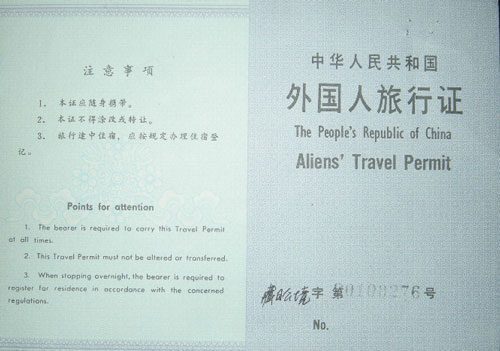 注意事项
1. 本证应随身携带。
2. 本证不得涂改或转让。
3. 旅行途中住宿，应按规定办理住宿登
记。
Points for attention
1. The bearer is required to carry this Travel Permit
at all times.
2. This Travel Permit must not be altered or transferred.
3. When stopping overnight, the bearer is required to
register for residence in accordance with the concerned
regulations.
中华人民共和国
外国人旅行证
The People's Republic of China
Aliens' Travel Permit
字 第 00108276 号
No.